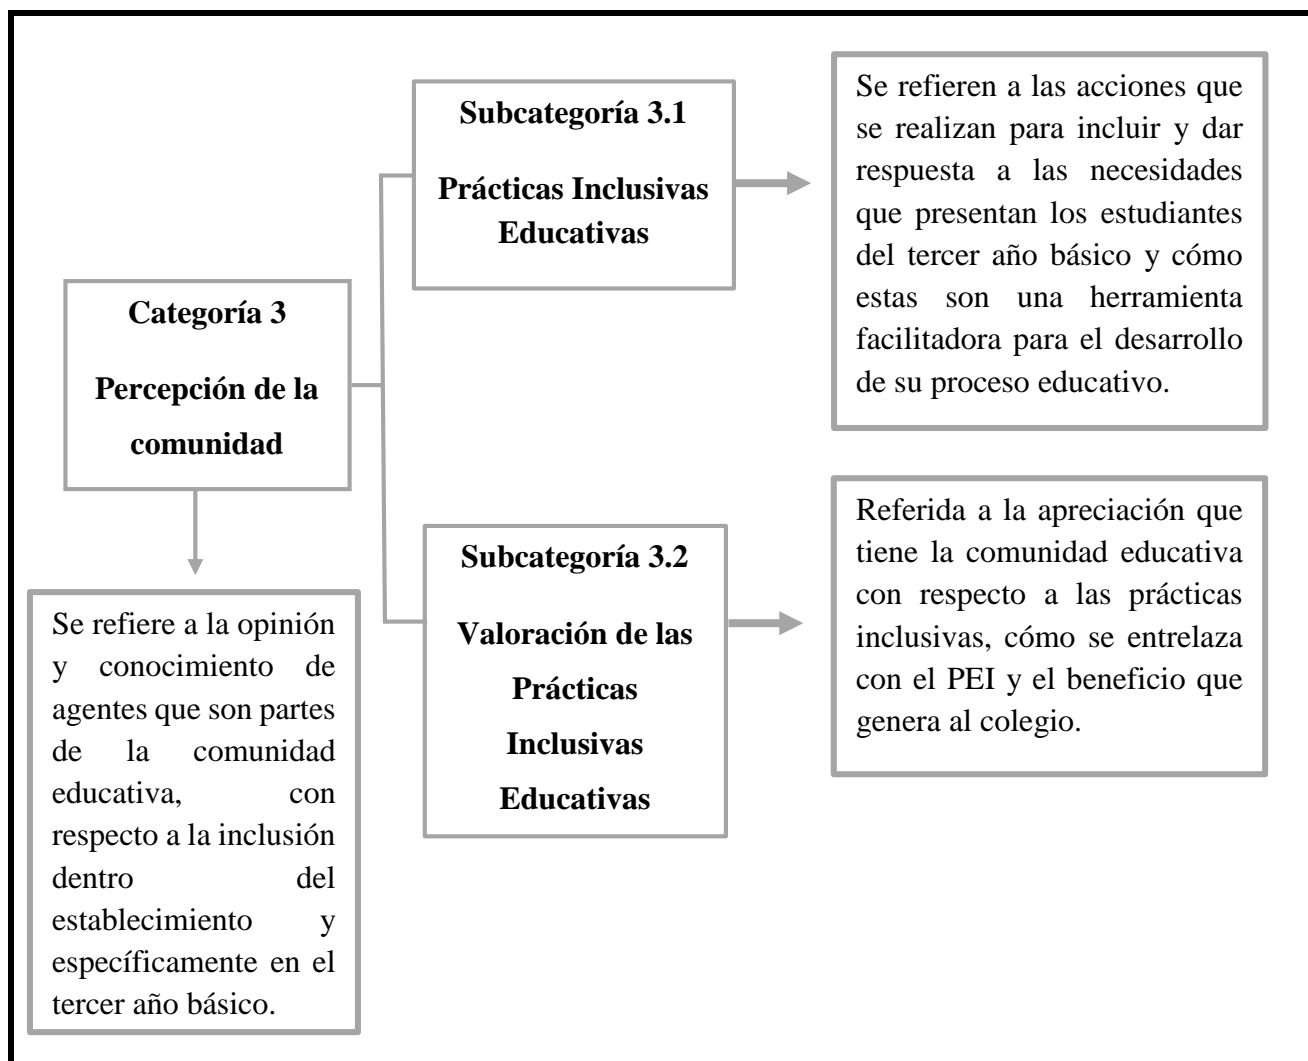 Categoría 3
Percepción de la
comunidad
Se refiere a la opinión
y conocimiento de
agentes que son partes
de la comunidad
educativa, con
respecto a la inclusión
dentro del
establecimiento y
específicamente en el
tercer año básico.
Subcategoría 3.1
Prácticas Inclusivas
Educativas
Se refieren a las acciones que
se realizan para incluir y dar
respuesta a las necesidades
que presentan los estudiantes
del tercer año básico y cómo
estas son una herramienta
facilitadora para el desarrollo
de su proceso educativo.
Subcategoría 3.2
Valoración de las
Prácticas
Inclusivas
Educativas
Referida a la apreciación que
tiene la comunidad educativa
con respecto a las prácticas
inclusivas, cómo se entrelaza
con el PEI y el beneficio que
genera al colegio.